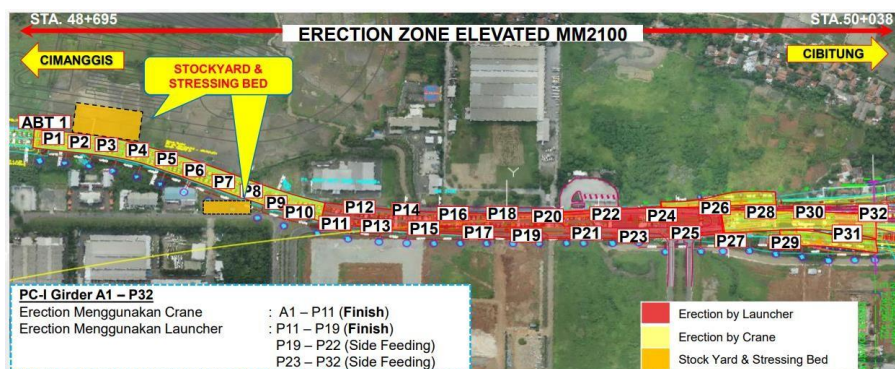 STA. 48+695
STA.50+038
ERECTION ZONE ELEVATED MM2100
CIMANGGIS
CIBITUNG
STOCKYARD &
STRESSING BED
ABT 1
P1
P2
P3
P4
P5
P6
P7
P8
P9
P10
P11
P12
P13
P14
P15
P16
P17
P18
P19
P20
P21
P22
P23
P24
P25
P26
P27
P28
P29
P30
P31
P32
PC-I Girder A1 – P32
Erection Menggunakan Crane : A1 – P11 (Finish)
Erection Menggunakan Launcher : P11 – P19 (Finish)
P19 – P22 (Side Feeding)
P23 – P32 (Side Feeding)
Erection by Launcher
Erection by Crane
Stock Yard & Stressing Bed